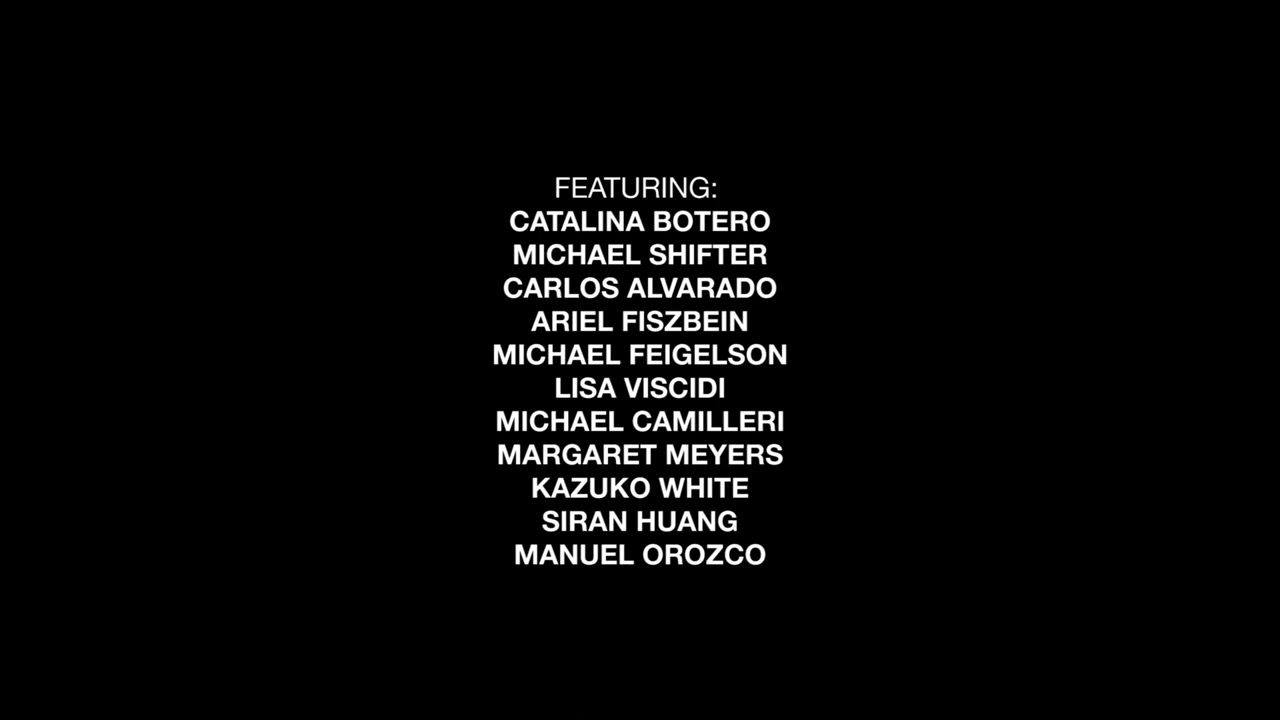 FEATURING:
CATALINA BOTERO
MICHAEL SHIFTER
CARLOS ALVARADO
ARIEL FISZBEIN
MICHAEL FEIGELSON
LISA VISCIDI
MICHAEL CAMILLERI
MARGARET MEYERS
KAZUKO WHITE
SIRAN HUANG
MANUEL OROZCO